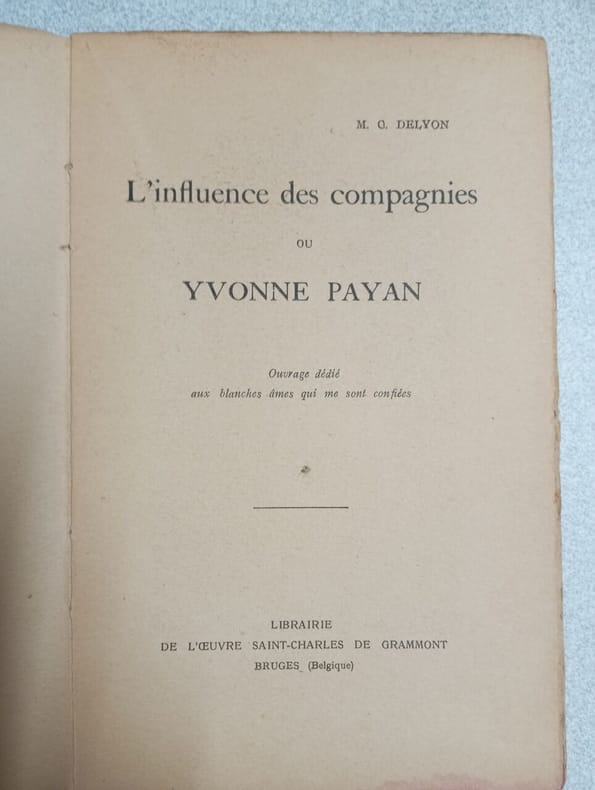 M. C. DELYON
L'influence des compagnies
OU
YVONNE PAYAN
Ouvrage dédié
aux blanches âmes qui me sont confiées
LIBRAIRIE
DE L'ŒUVRE SAINT-CHARLES DE GRAMMONT
BRUGES (Belgique)